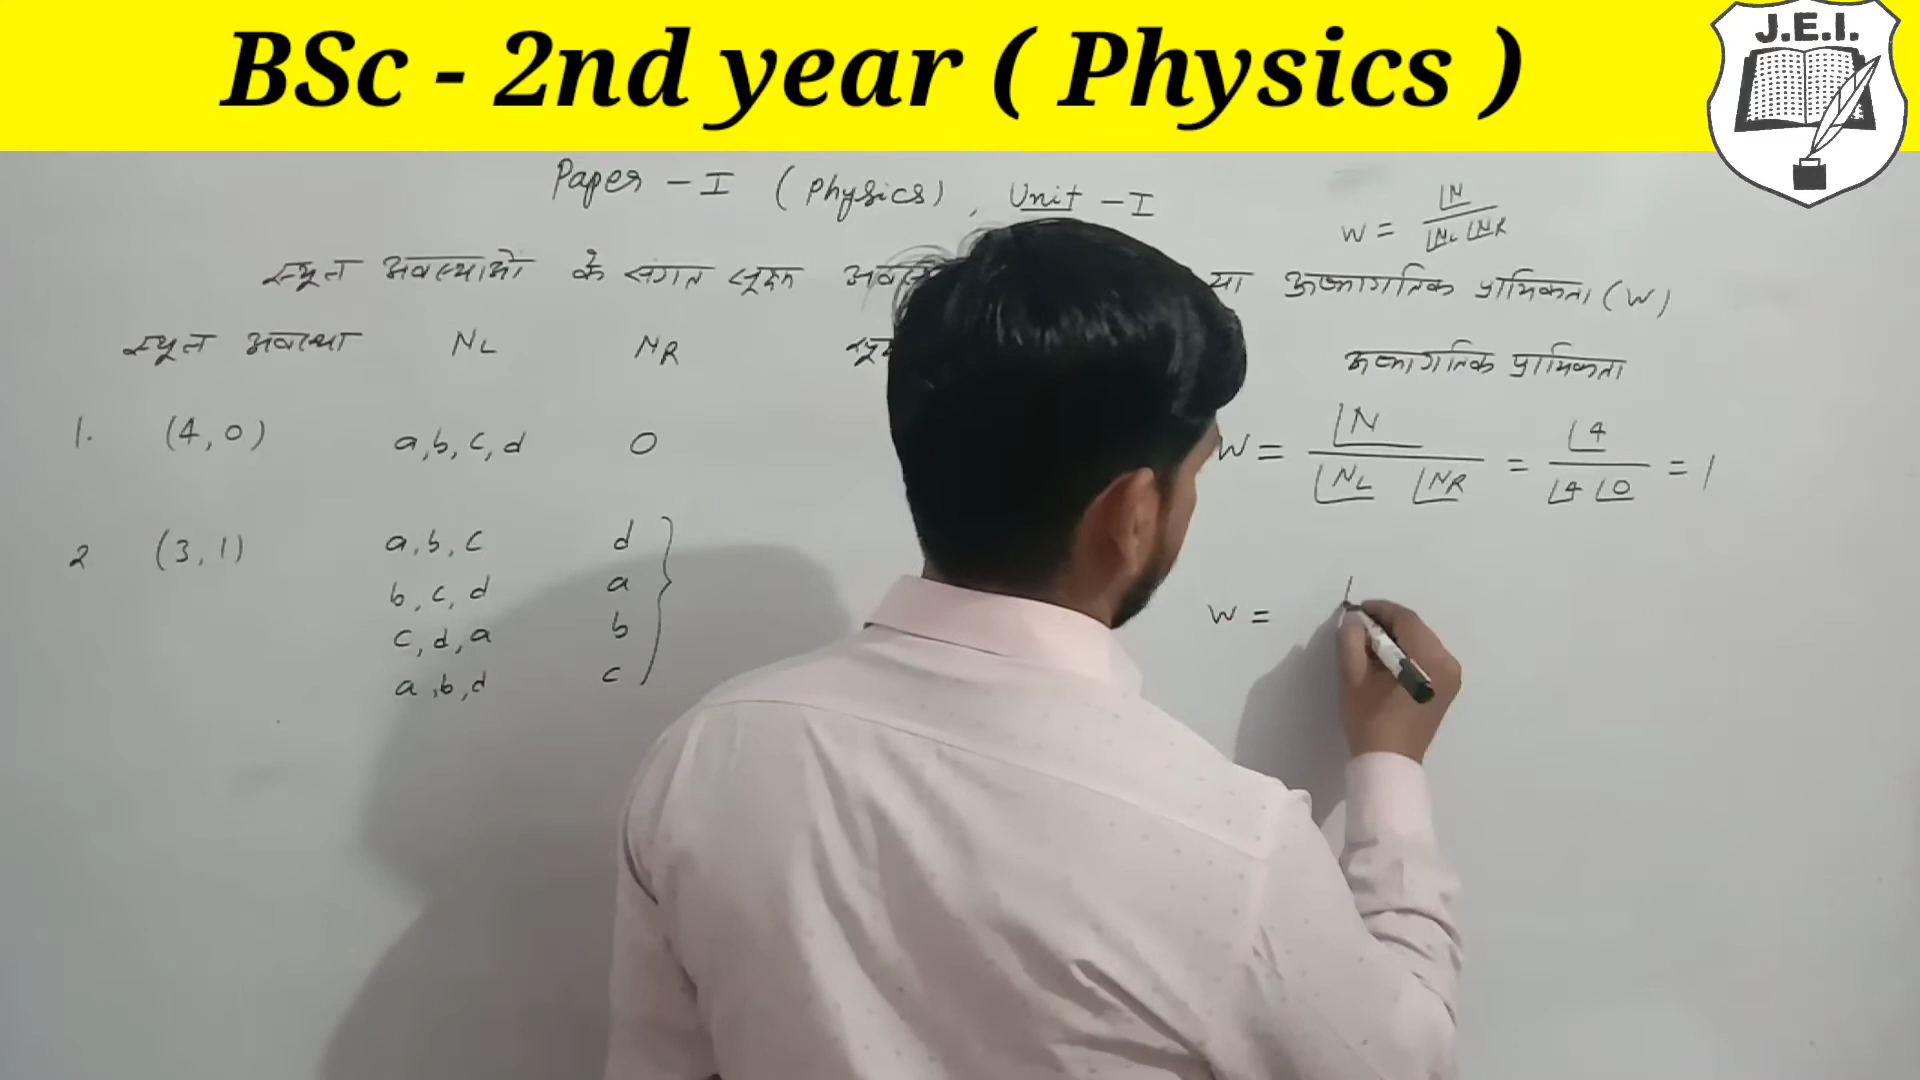 BSc - 2nd year ( Physics )
J.E.I.
Paper - I ( Physics ) , Unit - I
W = |N / |NL |NR
स्थूल अवस्थाओं के संगत सूक्ष्म या ऊष्मागतिक प्रायिकता (W)
स्थूल अवस्था NL NR ऊष्मागतिक प्रायिकता
1. (4, 0) a, b, c, d 0 W = |N / |NL |NR = |4 / |4 |0 = 1
2 (3, 1) a, b, c d
b, c, d a W =
c, d, a b
a, b, d c